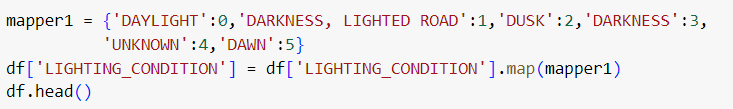 mapper1 = {'DAYLIGHT':0,'DARKNESS, LIGHTED ROAD':1,'DUSK':2,'DARKNESS':3,
'UNKNOWN':4,'DAWN':5}
df['LIGHTING_CONDITION'] = df['LIGHTING_CONDITION'].map(mapper1)
df.head()